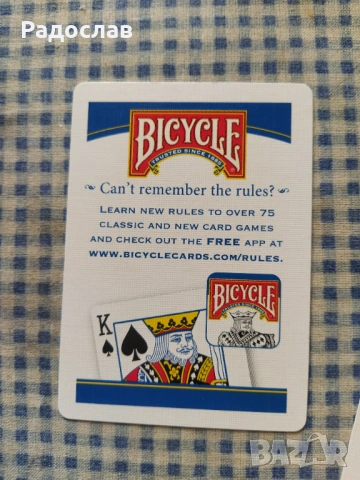 Радослав
BICYCLE
TRUSTED SINCE 1885
Can't remember the rules?
LEARN NEW RULES TO OVER 75
CLASSIC AND NEW CARD GAMES
AND CHECK OUT THE FREE APP AT
WWW.BICYCLECARDS.COM/RULES.
BICYCLE
K
BAZAR